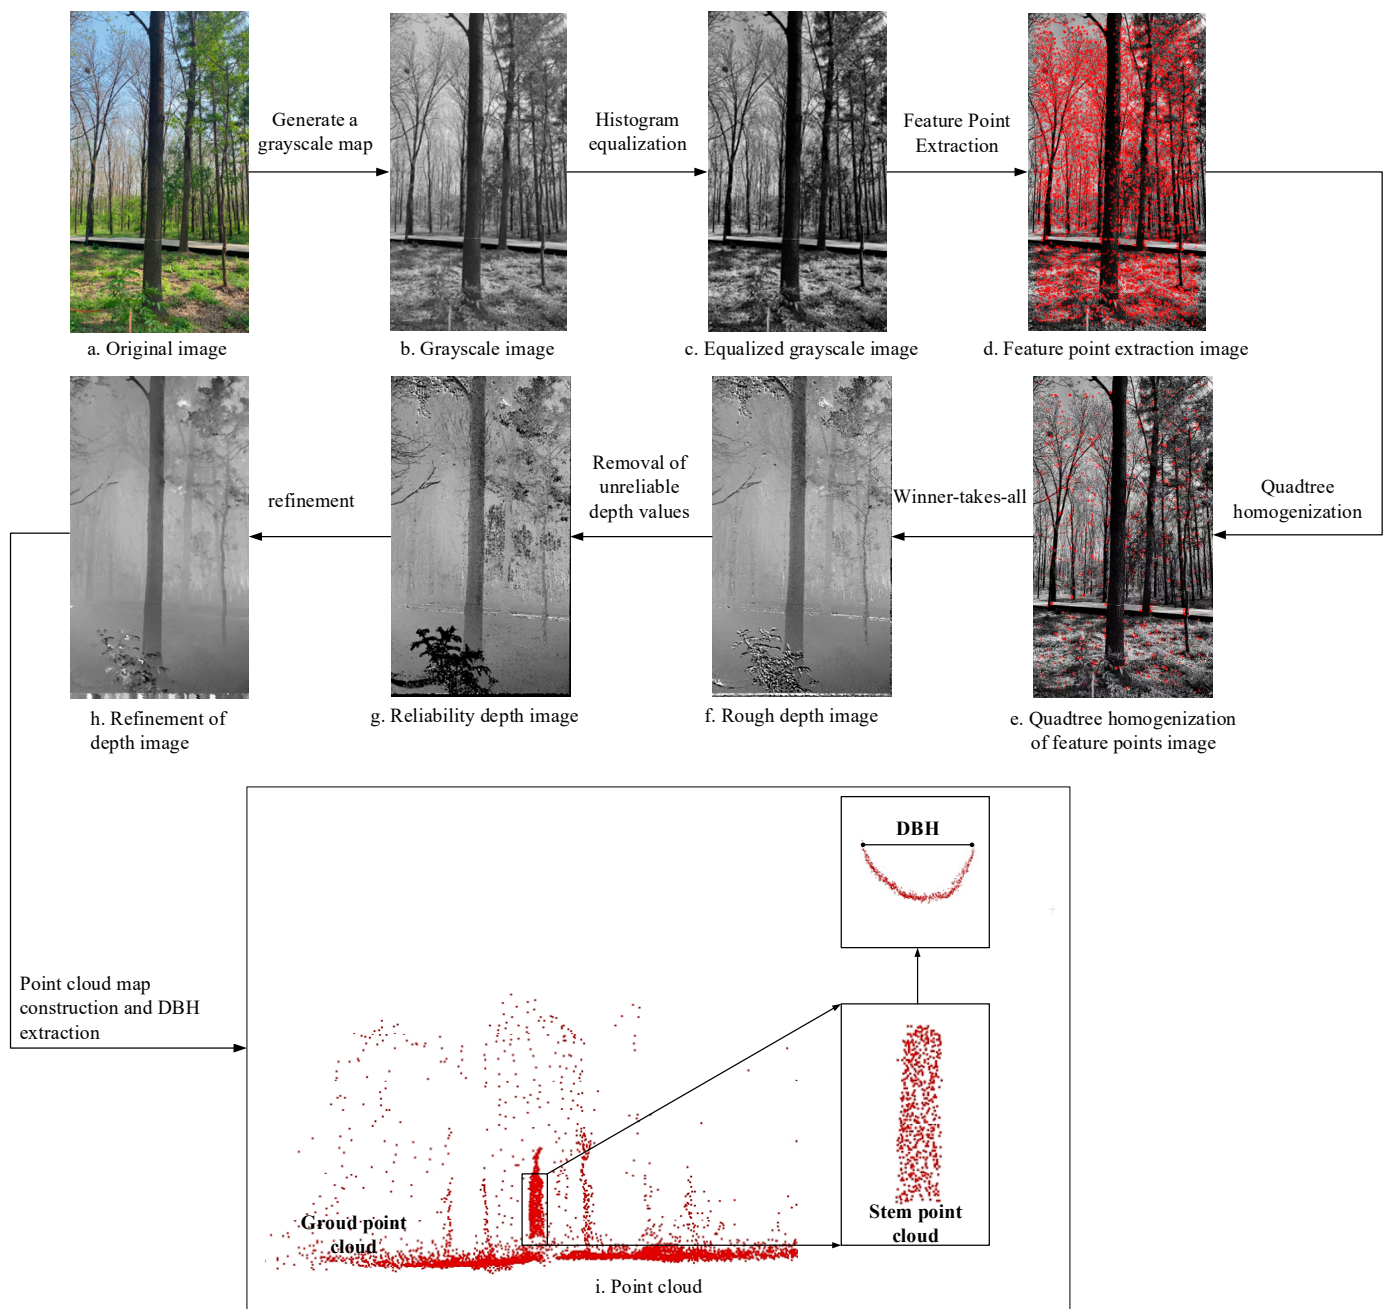 Generate a
grayscale map
Histogram
equalization
Feature Point
Extraction
a. Original image
b. Grayscale image
c. Equalized grayscale image
d. Feature point extraction image
refinement
Removal of
unreliable
depth values
Winner-takes-all
Quadtree
homogenization
h. Refinement of
depth image
g. Reliability depth image
f. Rough depth image
e. Quadtree homogenization
of feature points image
DBH
Point cloud map
construction and DBH
extraction
Groud point
cloud
Stem point
cloud
i. Point cloud